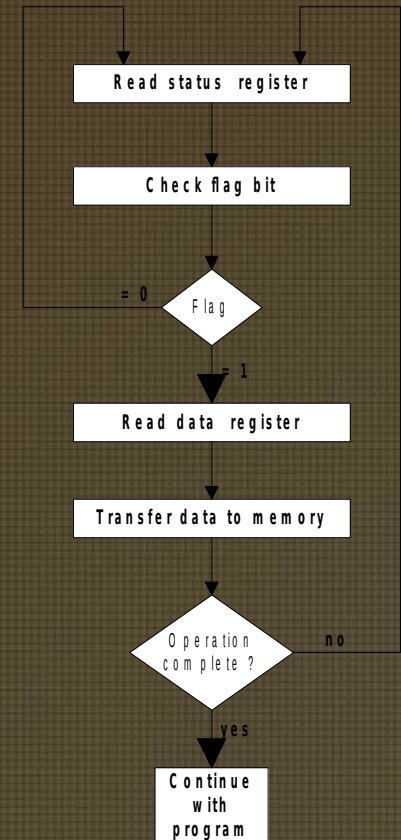 Read status register
Check flag bit
= 0
Flag
= 1
Read data register
Transfer data to memory
Operation
complete ?
no
yes
Continue
with
program